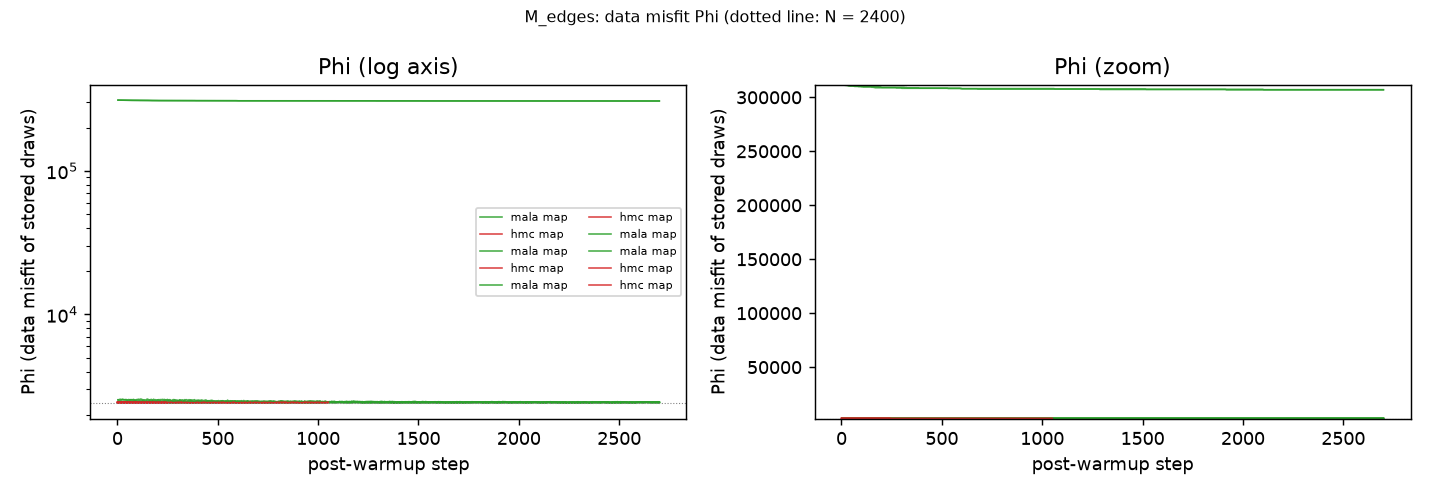 M_edges: data misfit Phi (dotted line: N = 2400)
Phi (log axis)
Phi (data misfit of stored draws)
10^5
10^4
mala map
hmc map
mala map
hmc map
mala map
hmc map
mala map
mala map
hmc map
hmc map
0 500 1000 1500 2000 2500
post-warmup step
Phi (zoom)
Phi (data misfit of stored draws)
300000
250000
200000
150000
100000
50000
0 500 1000 1500 2000 2500
post-warmup step